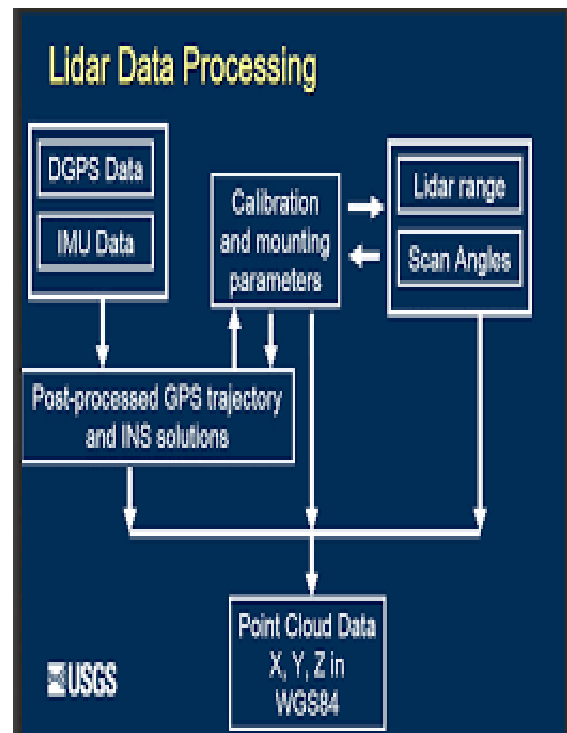 Lidar Data Processing
DGPS Data
IMU Data
Calibration
and mounting
parameters
Lidar range
Scan Angles
Post-processed GPS trajectory
and INS solutions
Point Cloud Data
X, Y, Z in
WGS84
USGS